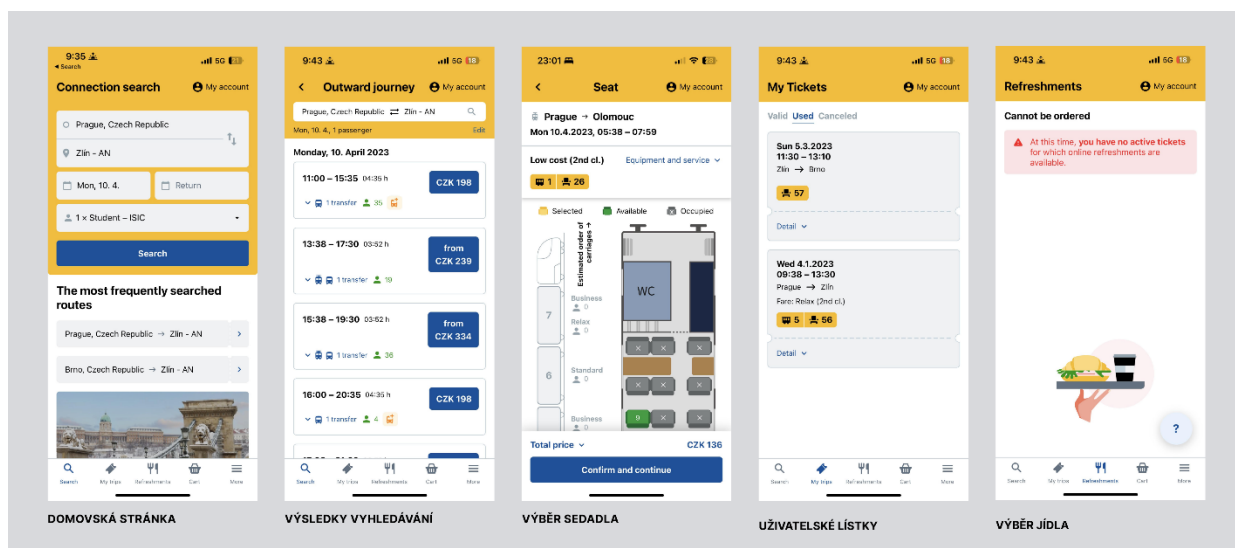 9:35
5G
Search
Connection search
My account
Prague, Czech Republic
Zlín - AN
Mon, 10. 4.
Return
1 × Student – ISIC
Search
The most frequently searched
routes
Prague, Czech Republic → Zlín - AN
Brno, Czech Republic → Zlín - AN
Search
My trips
Refreshments
Cart
More
DOMOVSKÁ STRÁNKA
9:43
5G 18
Outward journey
My account
Prague, Czech Republic ⇄ Zlín - AN
Mon, 10. 4., 1 passenger
Edit
Monday, 10. April 2023
11:00 – 15:35 04:35 h
CZK 198
1 transfer 35
13:38 – 17:30 03:52 h
from
CZK 239
1 transfer 19
15:38 – 19:30 03:52 h
from
CZK 334
1 transfer 36
16:00 – 20:35 04:35 h
CZK 198
1 transfer 4
Search
My trips
Refreshments
Cart
More
VÝSLEDKY VYHLEDÁVÁNÍ
23:01
Seat
My account
Prague → Olomouc
Mon 10.4.2023, 05:38 – 07:59
Low cost (2nd cl.)
Equipment and service
1 26
Selected
Available
Occupied
Estimated order of
carriages →
WC
Business
0
7
Relax
0
6
Standard
0
Business
0
9
Total price
CZK 136
Confirm and continue
VÝBĚR SEDADLA
9:43
5G 18
My Tickets
My account
Valid Used Canceled
Sun 5.3.2023
11:30 – 13:10
Zlín → Brno
57
Detail
Wed 4.1.2023
09:38 – 13:30
Prague → Zlín
Fare: Relax (2nd cl.)
5 56
Detail
Search
My trips
Refreshments
Cart
More
UŽIVATELSKÉ LÍSTKY
9:43
5G 18
Refreshments
My account
Cannot be ordered
At this time, you have no active tickets
for which online refreshments are
available.
?
Search
My trips
Refreshments
Cart
More
VÝBĚR JÍDLA